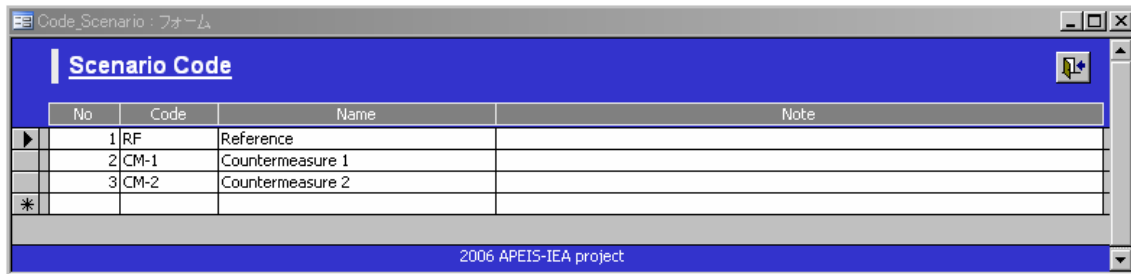 Code_Scenario : フォーム
Scenario Code
No Code Name Note
1 RF Reference
2 CM-1 Countermeasure 1
3 CM-2 Countermeasure 2
2006 APEIS-IEA project